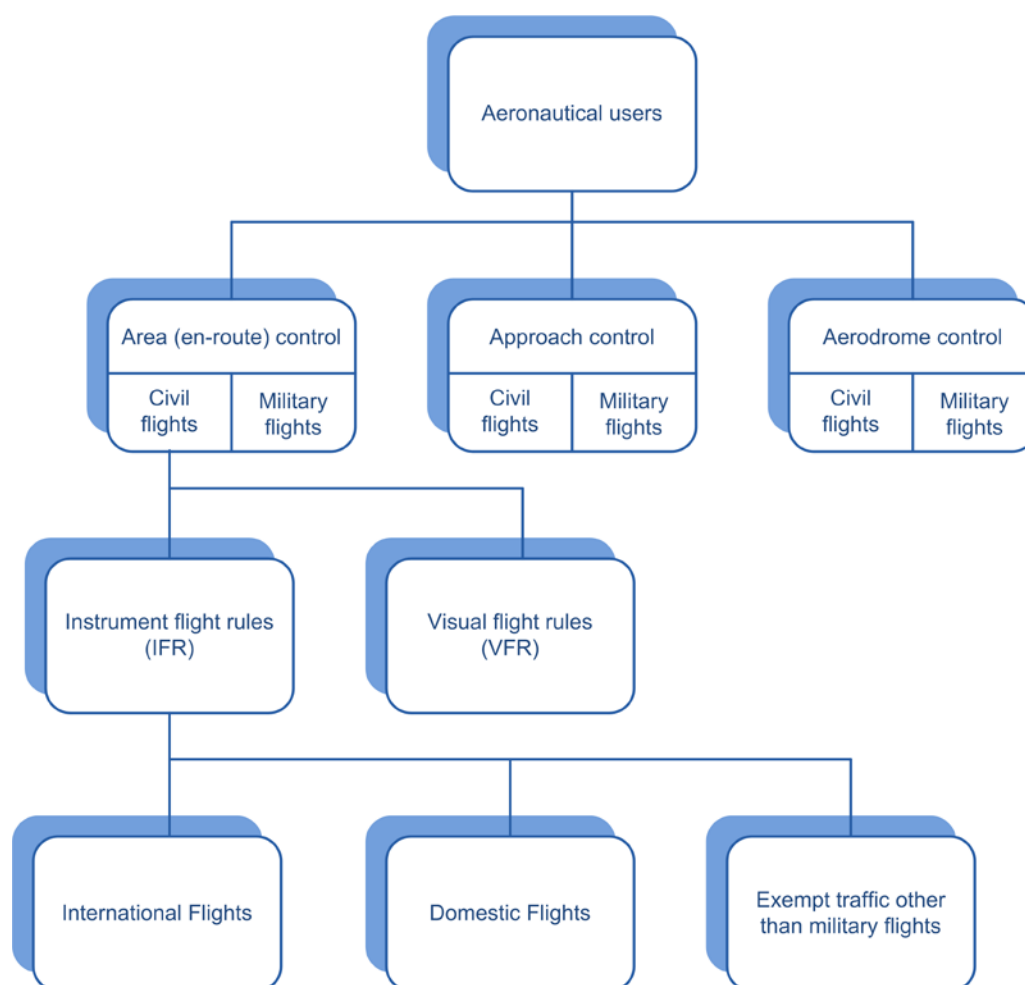 Aeronautical users
Area (en-route) control
Approach control
Aerodrome control
Civil
flights
Military
flights
Civil
flights
Military
flights
Civil
flights
Military
flights
Instrument flight rules
(IFR)
Visual flight rules
(VFR)
International Flights
Domestic Flights
Exempt traffic other
than military flights